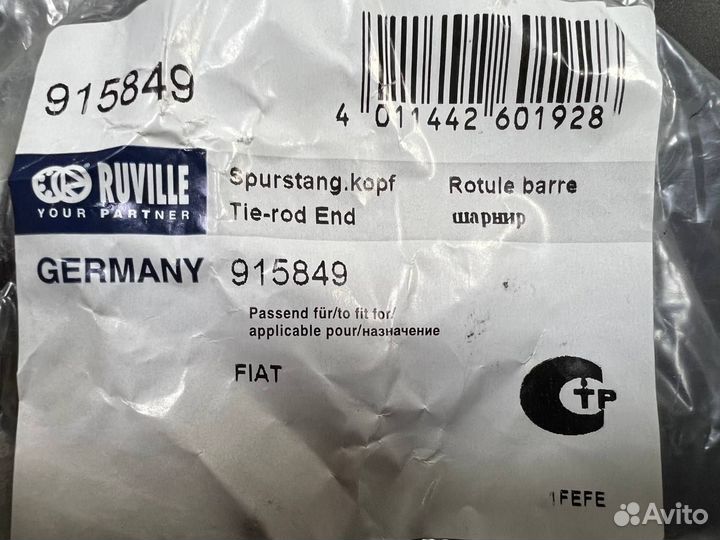 915849
4 011442 601928
RUVILLE
YOUR PARTNER
GERMANY
Spurstang.kopf Rotule barre
Tie-rod End шарнир
915849
Passend für/to fit for/
applicable pour/назначение
FIAT
C TP
1FEFE
Avito